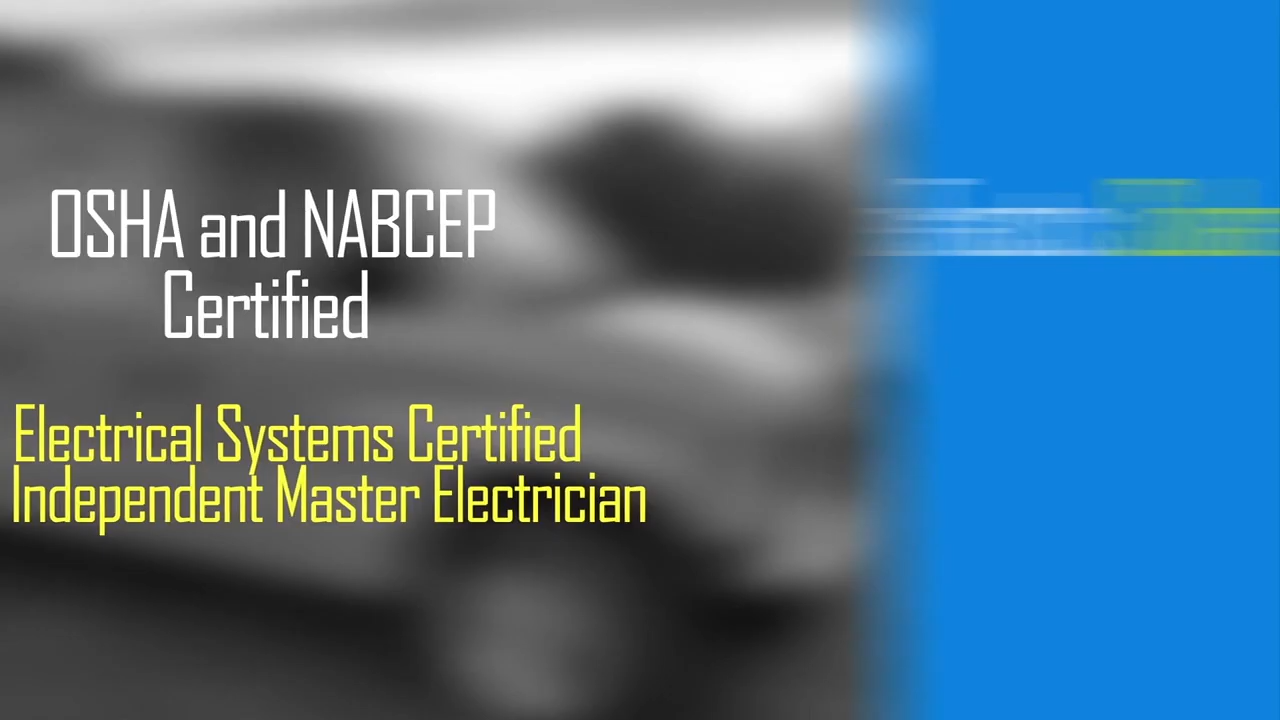 OSHA and NABCEP
Certified
Electrical Systems Certified
Independent Master Electrician